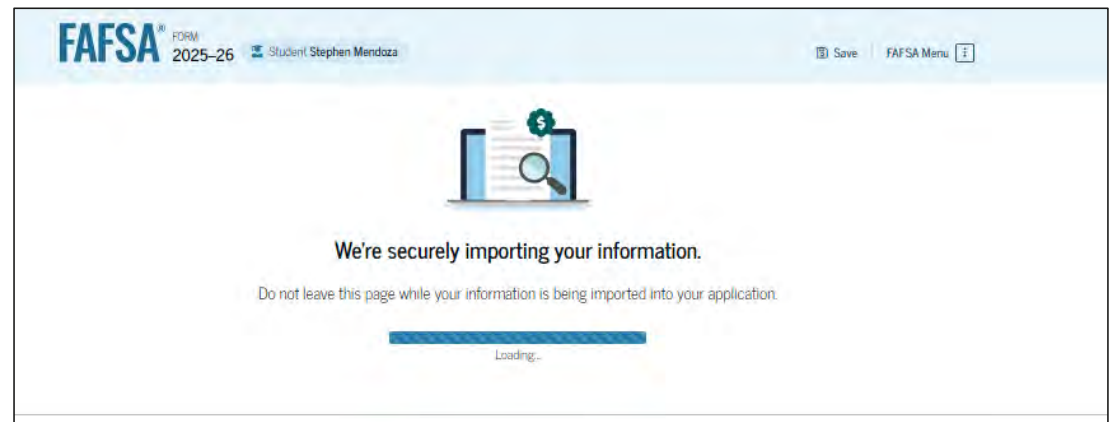 FAFSA® FORM 2025–26 Student Stephen Mendoza Save FAFSA Menu
$
We're securely importing your information.
Do not leave this page while your information is being imported into your application.
Loading...